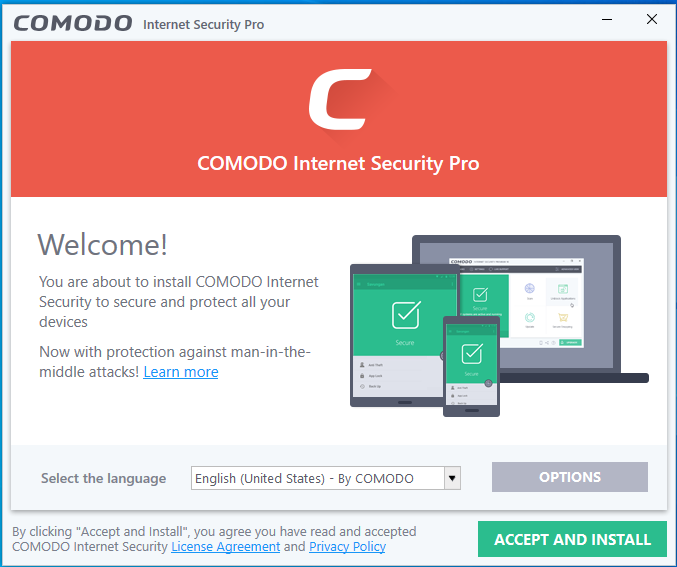 COMODO Internet Security Pro
COMODO Internet Security Pro
Welcome!
You are about to install COMODO Internet
Security to secure and protect all your
devices
Now with protection against man-in-the-
middle attacks! Learn more
Secure
Secure
Secure
Select the language
English (United States) - By COMODO
OPTIONS
By clicking "Accept and Install", you agree you have read and accepted
COMODO Internet Security License Agreement and Privacy Policy
ACCEPT AND INSTALL